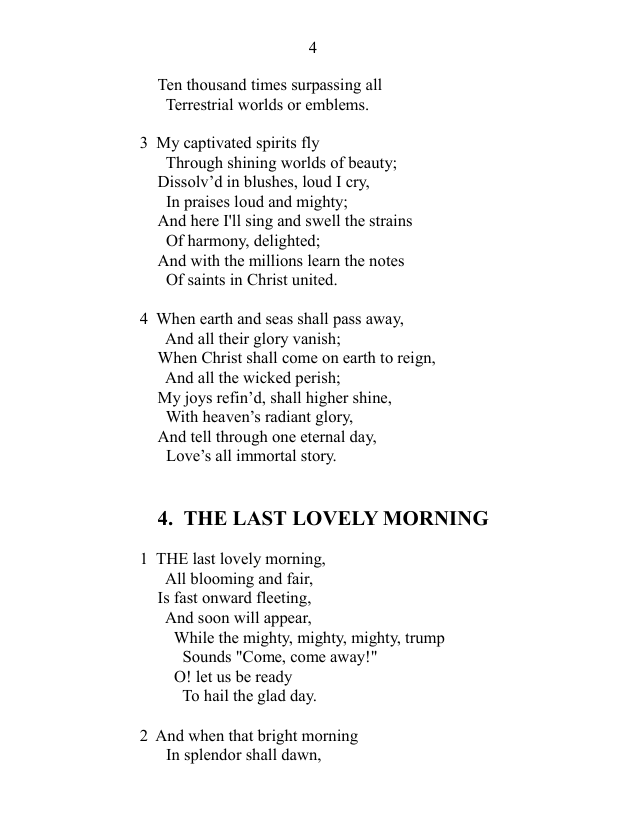 4
Ten thousand times surpassing all
Terrestrial worlds or emblems.
3 My captivated spirits fly
Through shining worlds of beauty;
Dissolv’d in blushes, loud I cry,
In praises loud and mighty;
And here I'll sing and swell the strains
Of harmony, delighted;
And with the millions learn the notes
Of saints in Christ united.
4 When earth and seas shall pass away,
And all their glory vanish;
When Christ shall come on earth to reign,
And all the wicked perish;
My joys refin’d, shall higher shine,
With heaven’s radiant glory,
And tell through one eternal day,
Love’s all immortal story.
4. THE LAST LOVELY MORNING
1 THE last lovely morning,
All blooming and fair,
Is fast onward fleeting,
And soon will appear,
While the mighty, mighty, mighty, trump
Sounds "Come, come away!"
O! let us be ready
To hail the glad day.
2 And when that bright morning
In splendor shall dawn,